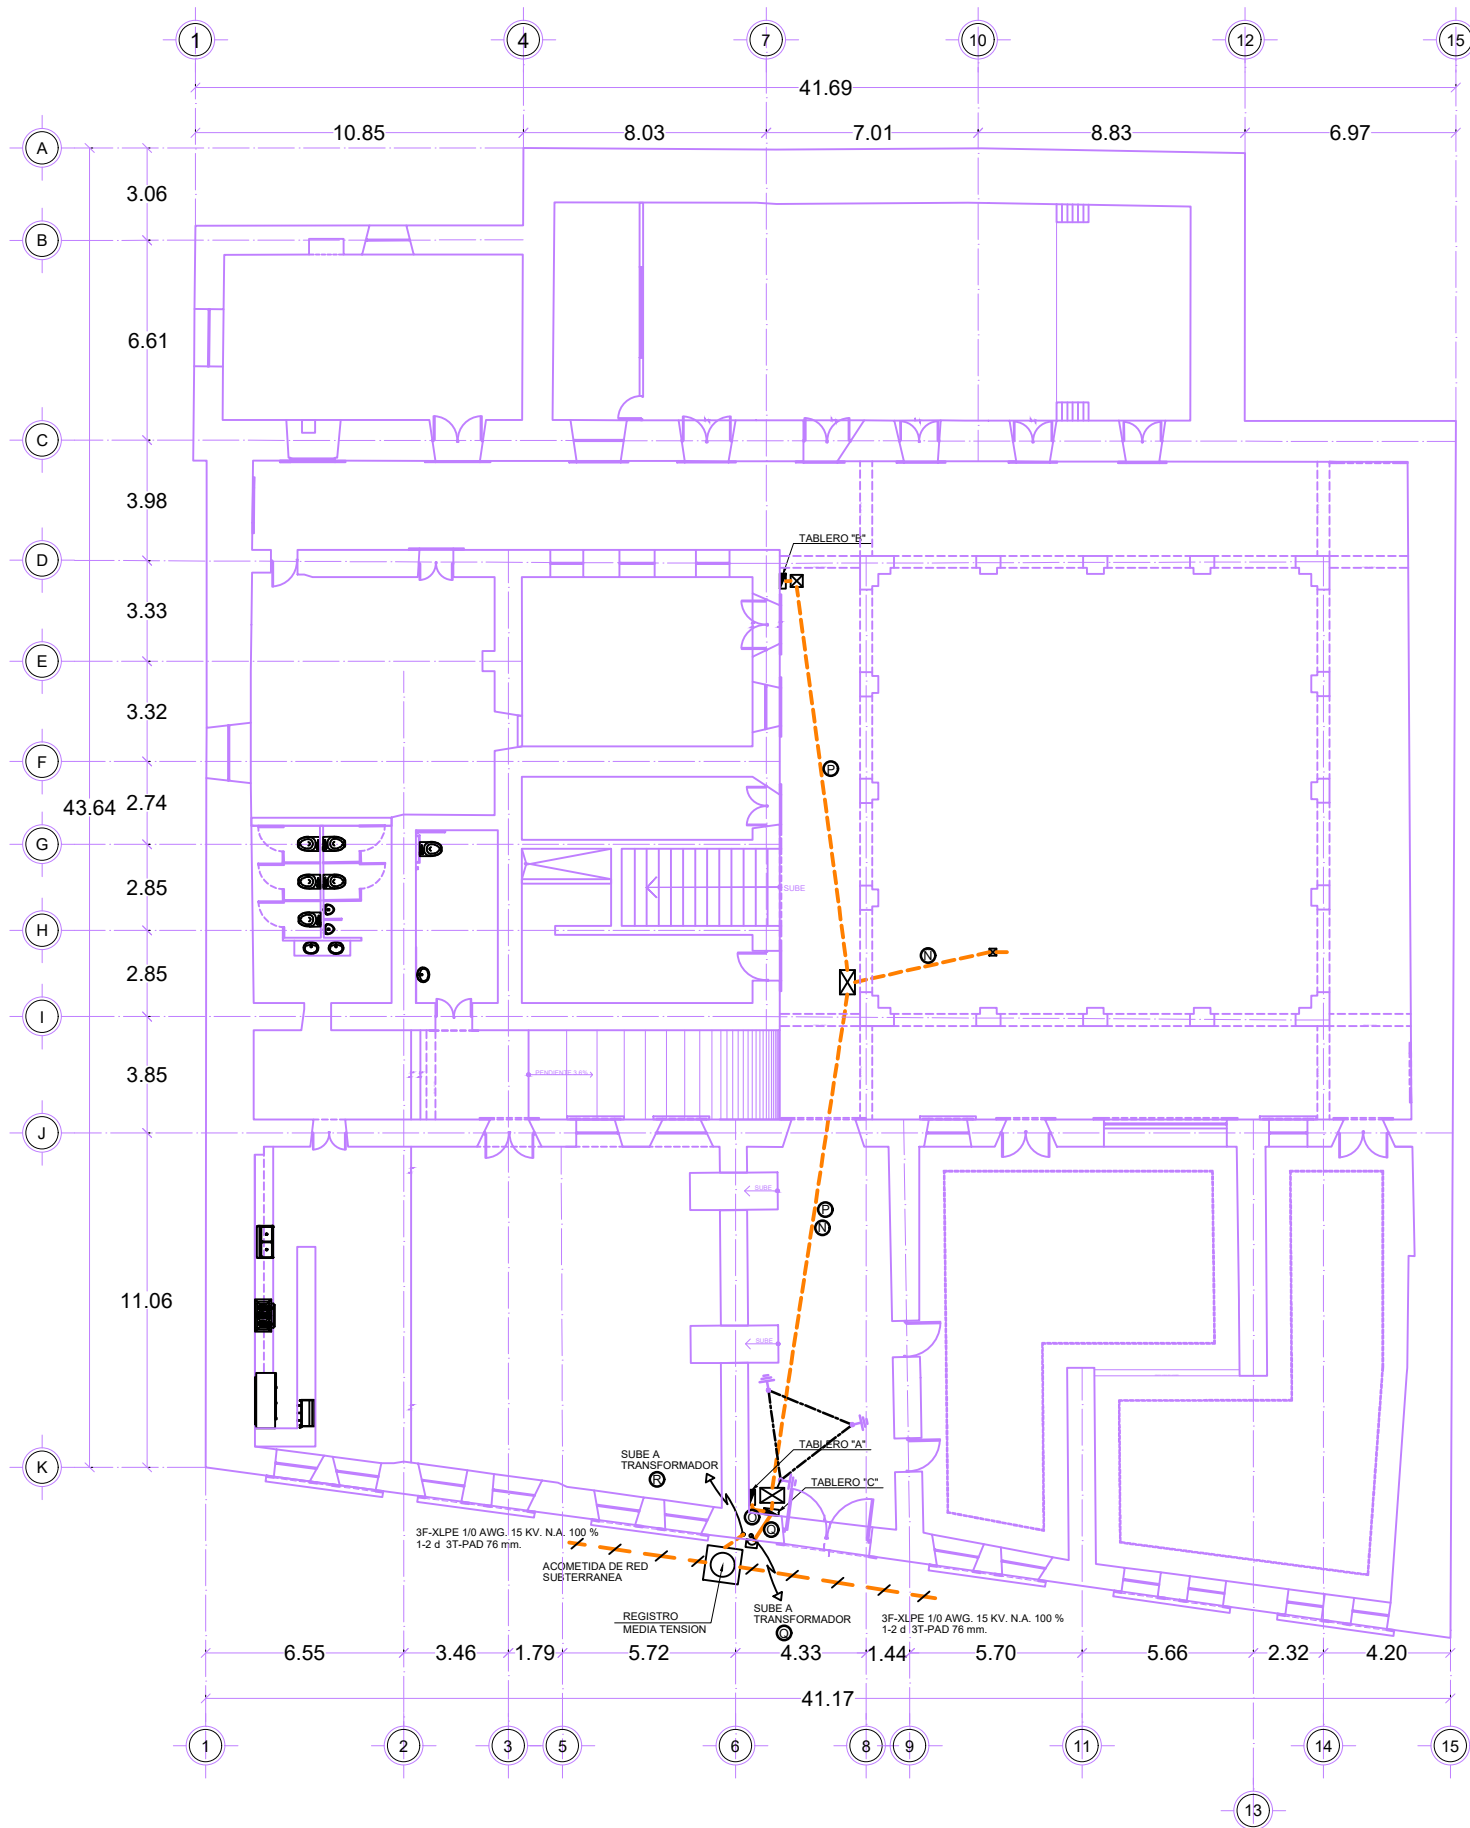 1 4 7 10 12 15
41.69
10.85 8.03 7.01 8.83 6.97
A
3.06
B
6.61
C
3.98
TABLERO "B"
D
3.33
E
3.32
P
F
43.64 2.74
G
2.85
SUBE
H
N
2.85
I
3.85
PENDIENTE 3.6%
J
SUBE
P
N
11.06
SUBE
TABLERO "A"
SUBE A
TRANSFORMADOR
R
K
TABLERO "C"
O
Q
3F-XLPE 1/0 AWG. 15 KV. N.A. 100 %
1-2 d 3T-PAD 76 mm.
ACOMETIDA DE RED
SUBTERRANEA
REGISTRO
MEDIA TENSION
SUBE A
TRANSFORMADOR
3F-XLPE 1/0 AWG. 15 KV. N.A. 100 %
1-2 d 3T-PAD 76 mm.
6.55 3.46 1.79 5.72 4.33 1.44 5.70 5.66 2.32 4.20
41.17
1 2 3 5 6 8 9 11 14 15
13